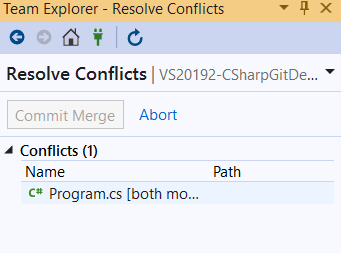 Team Explorer - Resolve Conflicts
Resolve Conflicts | VS20192-CSharpGitDe...
Commit Merge Abort
Conflicts (1)
Name Path
C# Program.cs [both mo...